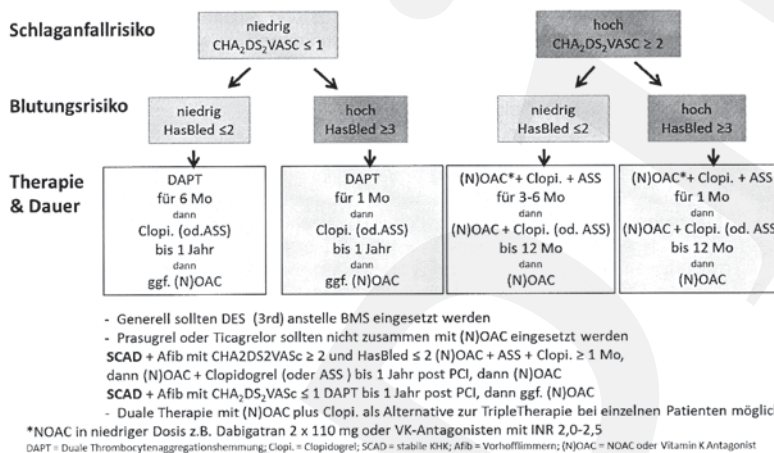 Schlaganfallrisiko
niedrig
CHA₂DS₂VASC ≤ 1
hoch
CHA₂DS₂VASC ≥ 2
Blutungsrisiko
niedrig
HasBled ≤2
hoch
HasBled ≥3
niedrig
HasBled ≤2
hoch
HasBled ≥3
Therapie
& Dauer
DAPT
für 6 Mo
dann
Clopi. (od.ASS)
bis 1 Jahr
dann
ggf. (N)OAC
DAPT
für 1 Mo
dann
Clopi. (od.ASS)
bis 1 Jahr
dann
ggf. (N)OAC
(N)OAC*+ Clopi. + ASS
für 3-6 Mo
dann
(N)OAC + Clopi. (od. ASS)
bis 12 Mo
dann
(N)OAC
(N)OAC*+ Clopi. + ASS
für 1 Mo
dann
(N)OAC + Clopi. (od. ASS
bis 12 Mo
dann
(N)OAC
- Generell sollten DES (3rd) anstelle BMS eingesetzt werden
- Prasugrel oder Ticagrelor sollten nicht zusammen mit (N)OAC eingesetzt werden
SCAD + Afib mit CHA2DS2VASc ≥ 2 und HasBled ≤ 2 (N)OAC + ASS + Clopi. ≥ 1 Mo,
dann (N)OAC + Clopidogrel (oder ASS ) bis 1 Jahr post PCI, dann (N)OAC
SCAD + Afib mit CHA₂DS₂VASc ≤ 1 DAPT bis 1 Jahr post PCI, dann ggf. (N)OAC
- Duale Therapie mit (N)OAC plus Clopi. als Alternative zur TripleTherapie bei einzelnen Patienten möglich
*NOAC in niedriger Dosis z.B. Dabigatran 2 x 110 mg oder VK-Antagonisten mit INR 2,0-2,5
DAPT = Duale Thrombocytenaggregationshemmung; Clopi. = Clopidogrel; SCAD = stabile KHK; Afib = Vorhofflimmern; (N)OAC = NOAC oder Vitamin K Antagonist